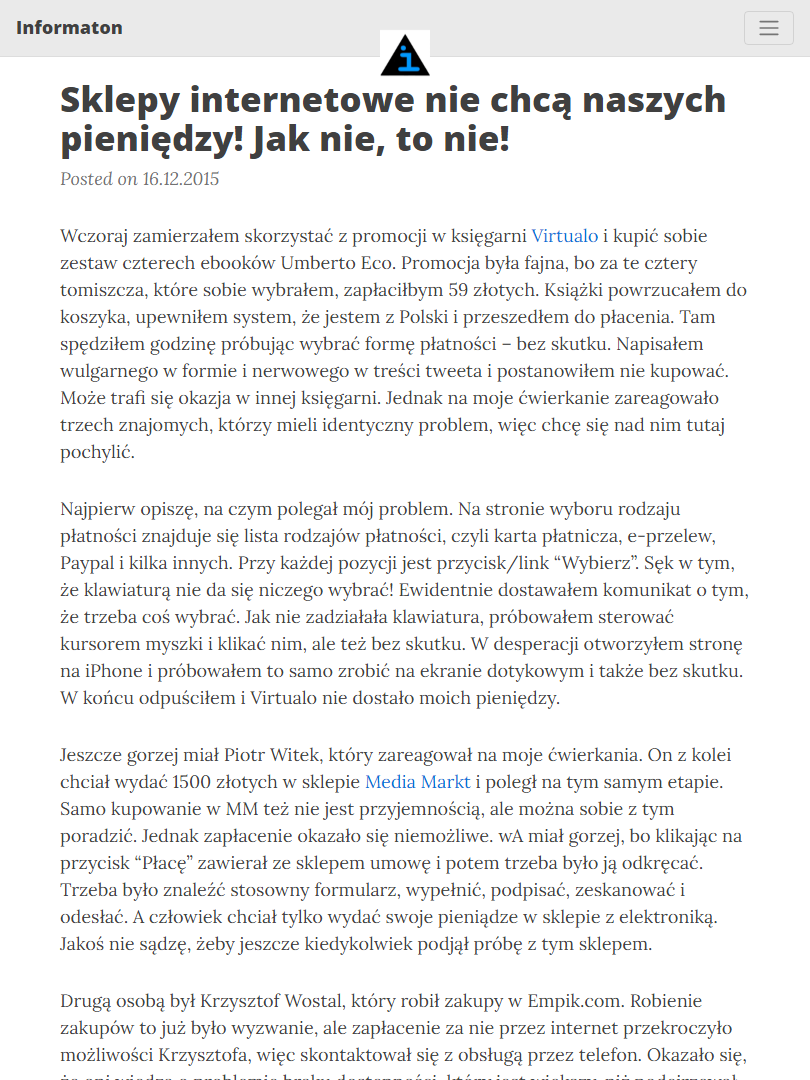 Informaton
i
Sklepy internetowe nie chcą naszych
pieniędzy! Jak nie, to nie!
Posted on 16.12.2015
Wczoraj zamierzałem skorzystać z promocji w księgarni Virtualo i kupić sobie
zestaw czterech ebooków Umberto Eco. Promocja była fajna, bo za te cztery
tomiszcza, które sobie wybrałem, zapłaciłbym 59 złotych. Książki powrzucałem do
koszyka, upewniłem system, że jestem z Polski i przeszedłem do płacenia. Tam
spędziłem godzinę próbując wybrać formę płatności – bez skutku. Napisałem
wulgarnego w formie i nerwowego w treści tweeta i postanowiłem nie kupować.
Może trafi się okazja w innej księgarni. Jednak na moje ćwierkanie zareagowało
trzech znajomych, którzy mieli identyczny problem, więc chcę się nad nim tutaj
pochylić.
Najpierw opiszę, na czym polegał mój problem. Na stronie wyboru rodzaju
płatności znajduje się lista rodzajów płatności, czyli karta płatnicza, e-przelew,
Paypal i kilka innych. Przy każdej pozycji jest przycisk/link “Wybierz”. Sęk w tym,
że klawiaturą nie da się niczego wybrać! Ewidentnie dostawałem komunikat o tym,
że trzeba coś wybrać. Jak nie zadziałała klawiatura, próbowałem sterować
kursorem myszki i klikać nim, ale też bez skutku. W desperacji otworzyłem stronę
na iPhone i próbowałem to samo zrobić na ekranie dotykowym i także bez skutku.
W końcu odpuściłem i Virtualo nie dostało moich pieniędzy.
Jeszcze gorzej miał Piotr Witek, który zareagował na moje ćwierkania. On z kolei
chciał wydać 1500 złotych w sklepie Media Markt i poległ na tym samym etapie.
Samo kupowanie w MM też nie jest przyjemnością, ale można sobie z tym
poradzić. Jednak zapłacenie okazało się niemożliwe. wA miał gorzej, bo klikając na
przycisk “Płacę” zawierał ze sklepem umowę i potem trzeba było ją odkręcać.
Trzeba było znaleźć stosowny formularz, wypełnić, podpisać, zeskanować i
odesłać. A człowiek chciał tylko wydać swoje pieniądze w sklepie z elektroniką.
Jakoś nie sądzę, żeby jeszcze kiedykolwiek podjął próbę z tym sklepem.
Drugą osobą był Krzysztof Wostal, który robił zakupy w Empik.com. Robienie
zakupów to już było wyzwanie, ale zapłacenie za nie przez internet przekroczyło
możliwości Krzysztofa, więc skontaktował się z obsługą przez telefon. Okazało się,